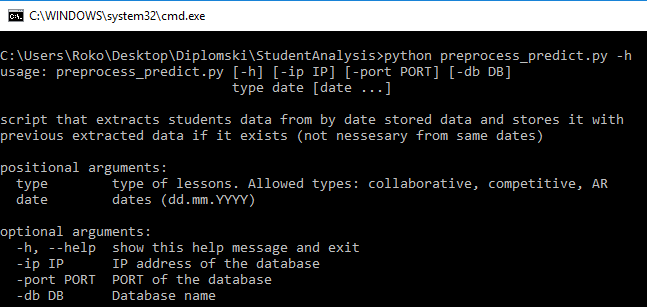 C:\WINDOWS\system32\cmd.exe
C:\Users\Roko\Desktop\Diplomski\StudentAnalysis>python preprocess_predict.py -h
usage: preprocess_predict.py [-h] [-ip IP] [-port PORT] [-db DB]
type date [date ...]
script that extracts students data from by date stored data and stores it with
previous extracted data if it exists (not nessesary from same dates)
positional arguments:
type type of lessons. Allowed types: collaborative, competitive, AR
date dates (dd.mm.YYYY)
optional arguments:
-h, --help show this help message and exit
-ip IP IP address of the database
-port PORT PORT of the database
-db DB Database name